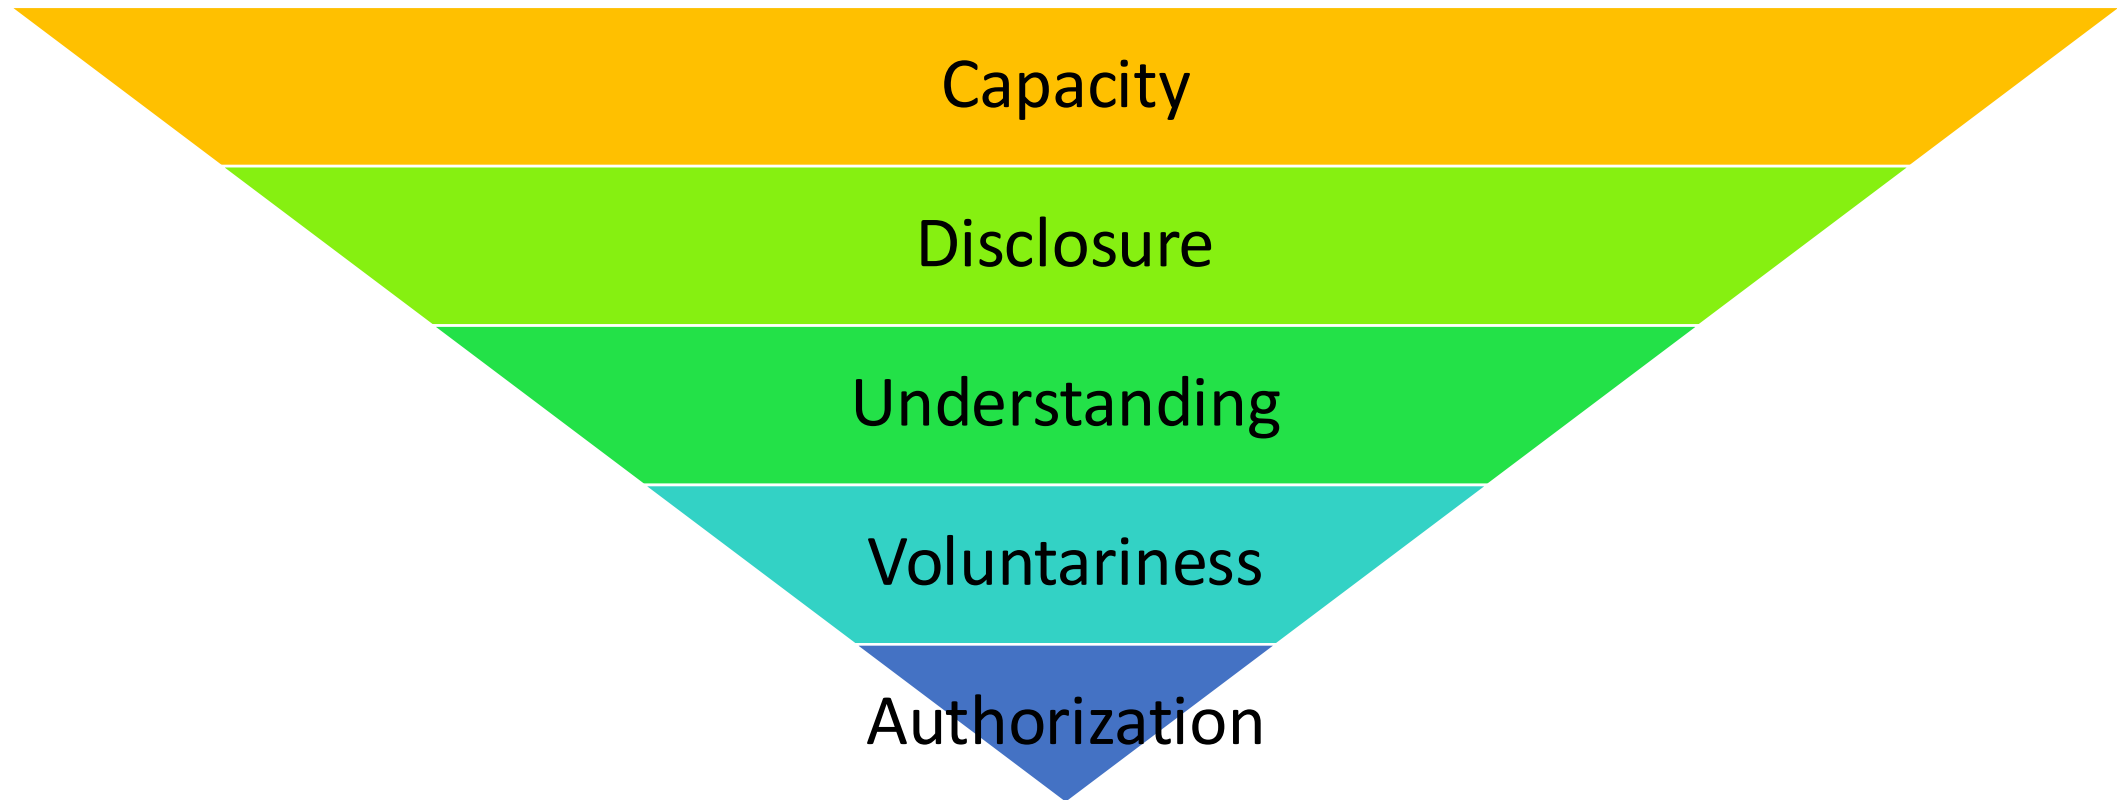 Capacity
Disclosure
Understanding
Voluntariness
Authorization